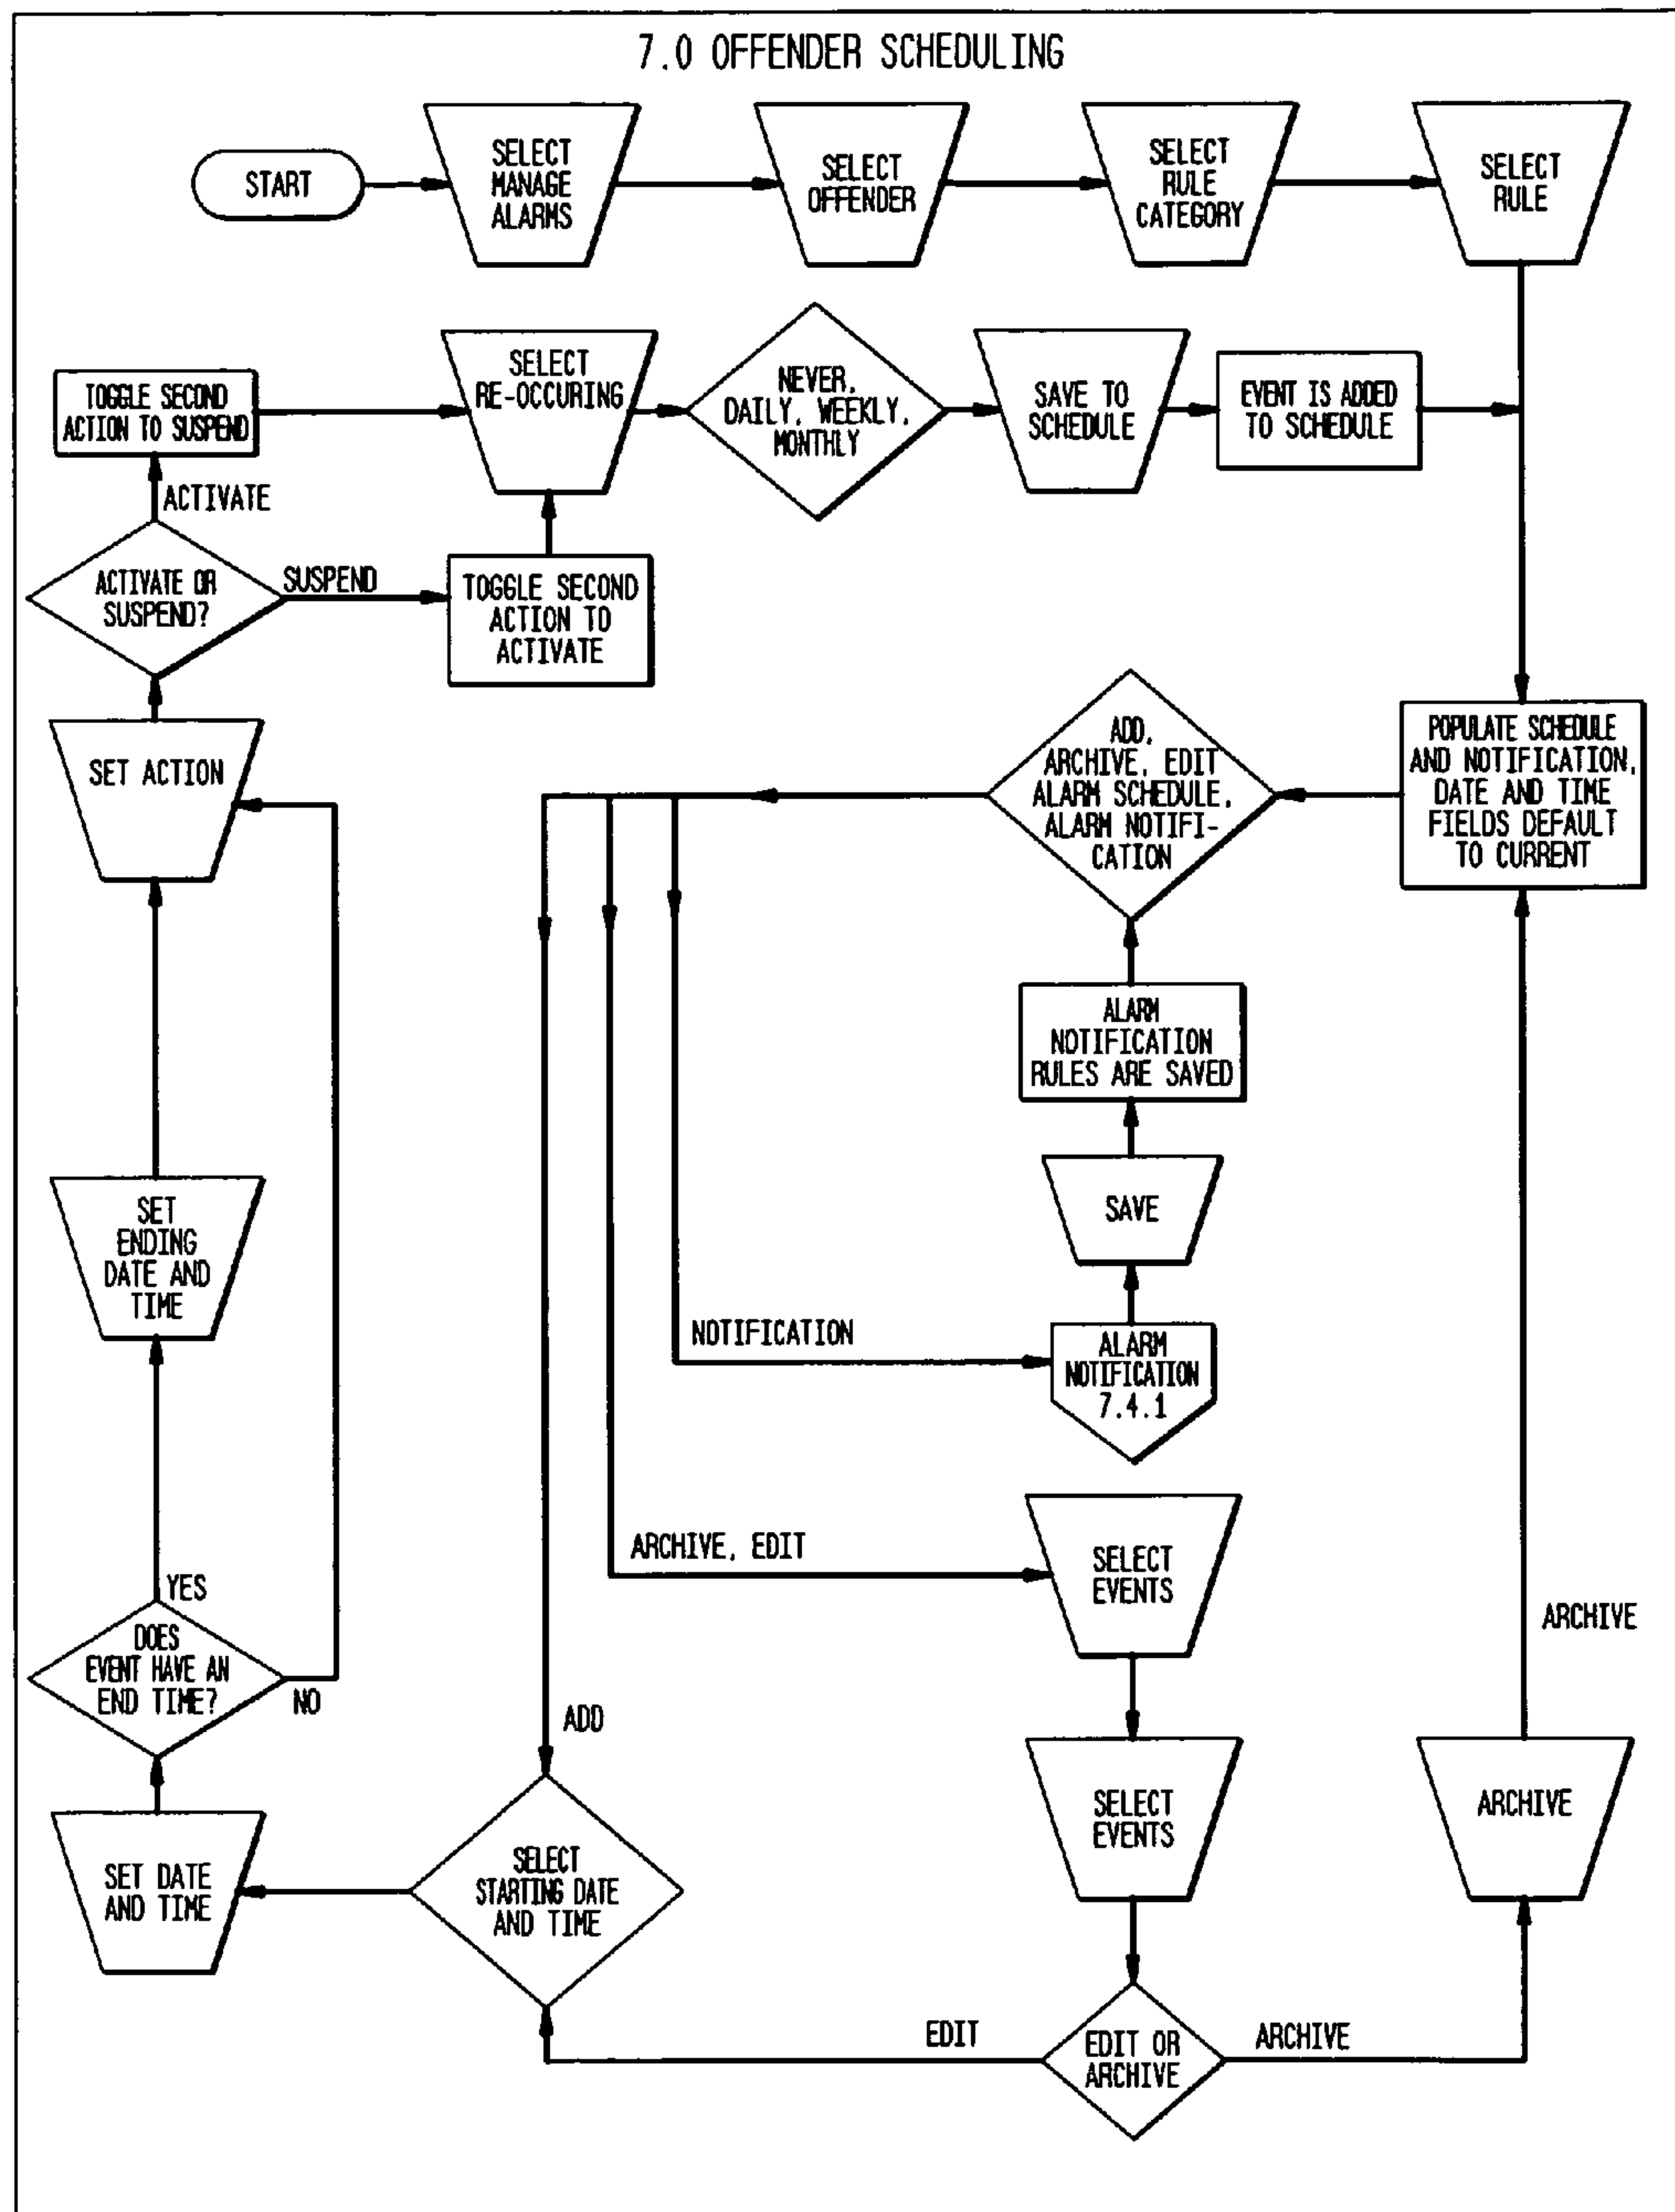 7.0 OFFENDER SCHEDULING
START
SELECT
MANAGE
ALARMS
SELECT
OFFENDER
SELECT
RULE
CATEGORY
SELECT
RULE
TOGGLE SECOND
ACTION TO SUSPEND
SELECT
RE-OCCURING
NEVER,
DAILY, WEEKLY,
MONTHLY
SAVE TO
SCHEDULE
EVENT IS ADDED
TO SCHEDULE
ACTIVATE
ACTIVATE OR
SUSPEND?
SUSPEND
TOGGLE SECOND
ACTION TO
ACTIVATE
SET ACTION
ADD,
ARCHIVE, EDIT
ALARM SCHEDULE,
ALARM NOTIFI-
CATION
POPULATE SCHEDULE
AND NOTIFICATION,
DATE AND TIME
FIELDS DEFAULT
TO CURRENT
ALARM
NOTIFICATION
RULES ARE SAVED
SAVE
SET
ENDING
DATE AND
TIME
NOTIFICATION
ALARM
NOTIFICATION
7.4.1
ARCHIVE, EDIT
SELECT
EVENTS
YES
DOES
EVENT HAVE AN
END TIME?
NO
ADD
ARCHIVE
SELECT
EVENTS
ARCHIVE
SET DATE
AND TIME
SELECT
STARTING DATE
AND TIME
EDIT
EDIT OR
ARCHIVE
ARCHIVE